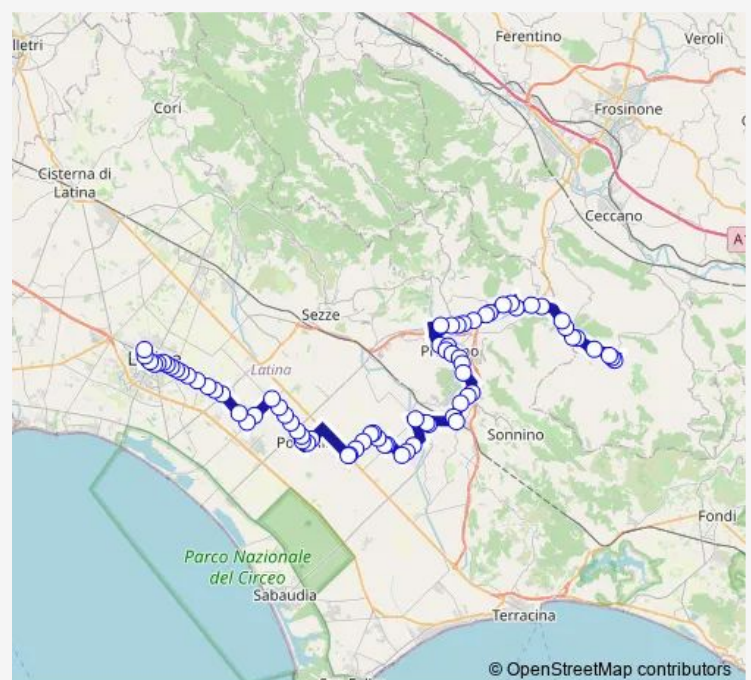 Ferentino
Veroli
lletri
Cori
Frosinone
Cisterna di
Latina
Ceccano
A
Sezze
Latina
Sonnino
Fondi
Parco Nazionale
del Circeo
Sabaudia
Terracina
© OpenStreetMap contributors